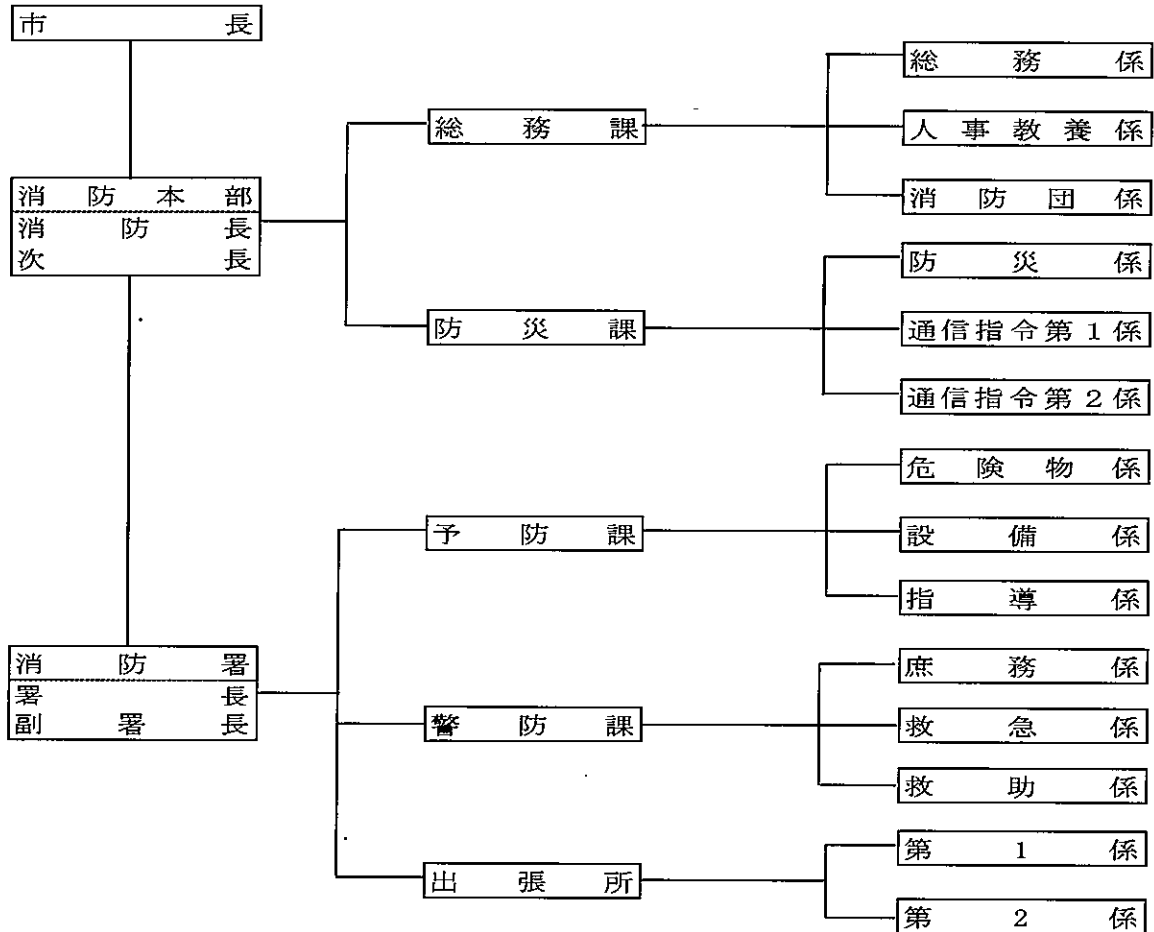 市長
総務係
総務課
人事教養係
消防本部
消防長
次長
消防団係
防災係
防災課
通信指令第1係
通信指令第2係
危険物係
予防課
設備係
指導係
消防署
署長
副署長
庶務係
警防課
救急係
救助係
第1係
出張所
第2係